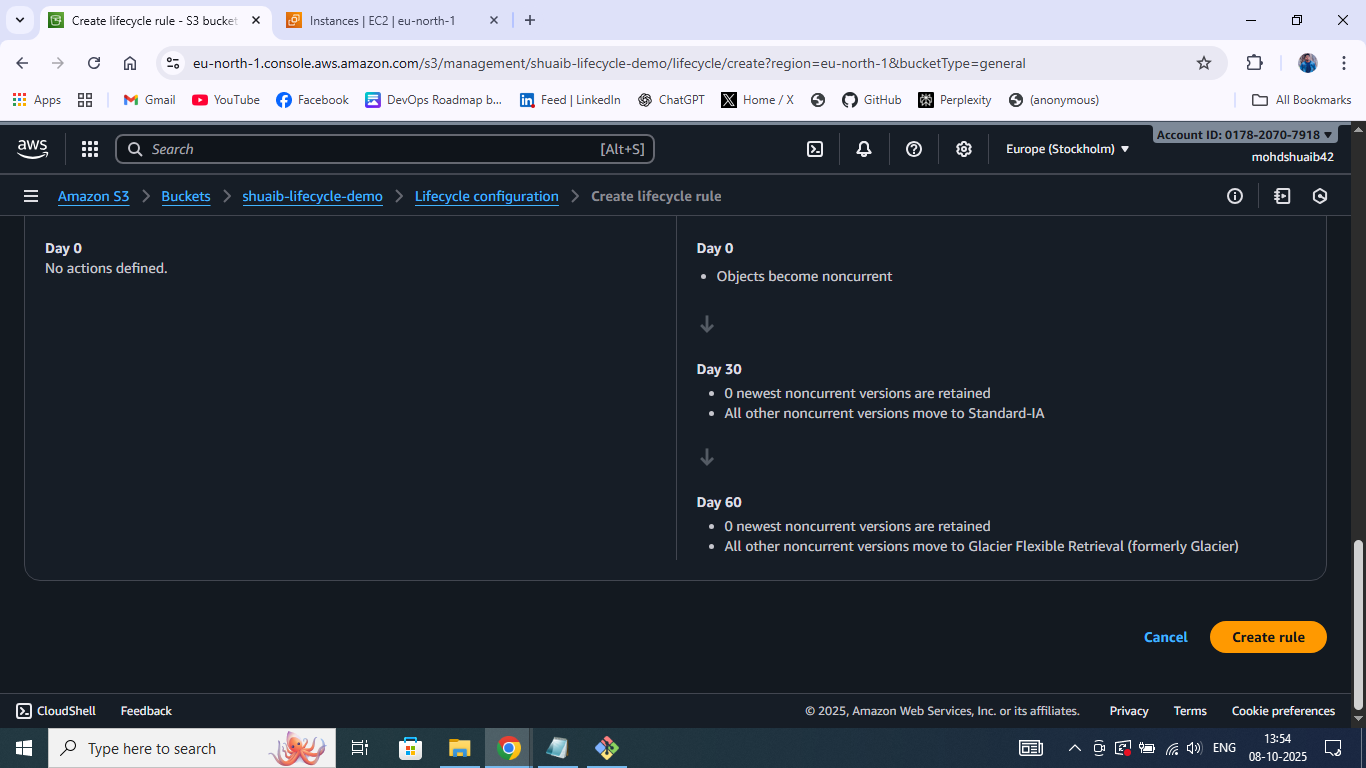 Create lifecycle rule - S3 bucket
Instances | EC2 | eu-north-1
eu-north-1.console.aws.amazon.com/s3/management/shuaib-lifecycle-demo/lifecycle/create?region=eu-north-1&bucketType=general
Apps
Gmail
YouTube
Facebook
DevOps Roadmap b...
Feed | LinkedIn
ChatGPT
Home / X
GitHub
Perplexity
(anonymous)
All Bookmarks
aws
Search
[Alt+S]
Europe (Stockholm)
Account ID: 0178-2070-7918
mohdshuaib42
Amazon S3
Buckets
shuaib-lifecycle-demo
Lifecycle configuration
Create lifecycle rule
Day 0
No actions defined.
Day 0
Objects become noncurrent
Day 30
0 newest noncurrent versions are retained
All other noncurrent versions move to Standard-IA
Day 60
0 newest noncurrent versions are retained
All other noncurrent versions move to Glacier Flexible Retrieval (formerly Glacier)
Cancel
Create rule
CloudShell
Feedback
© 2025, Amazon Web Services, Inc. or its affiliates.
Privacy
Terms
Cookie preferences
Type here to search
ENG
13:54
08-10-2025